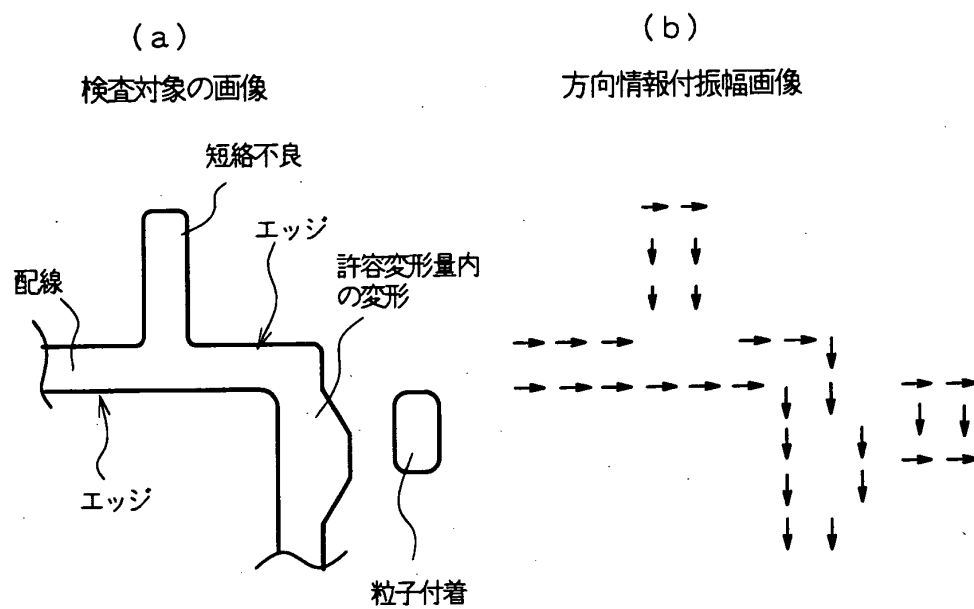 (a)
検査対象の画像
短絡不良
エッジ
許容変形量内
の変形
配線
エッジ
粒子付着
(b)
方向情報付振幅画像